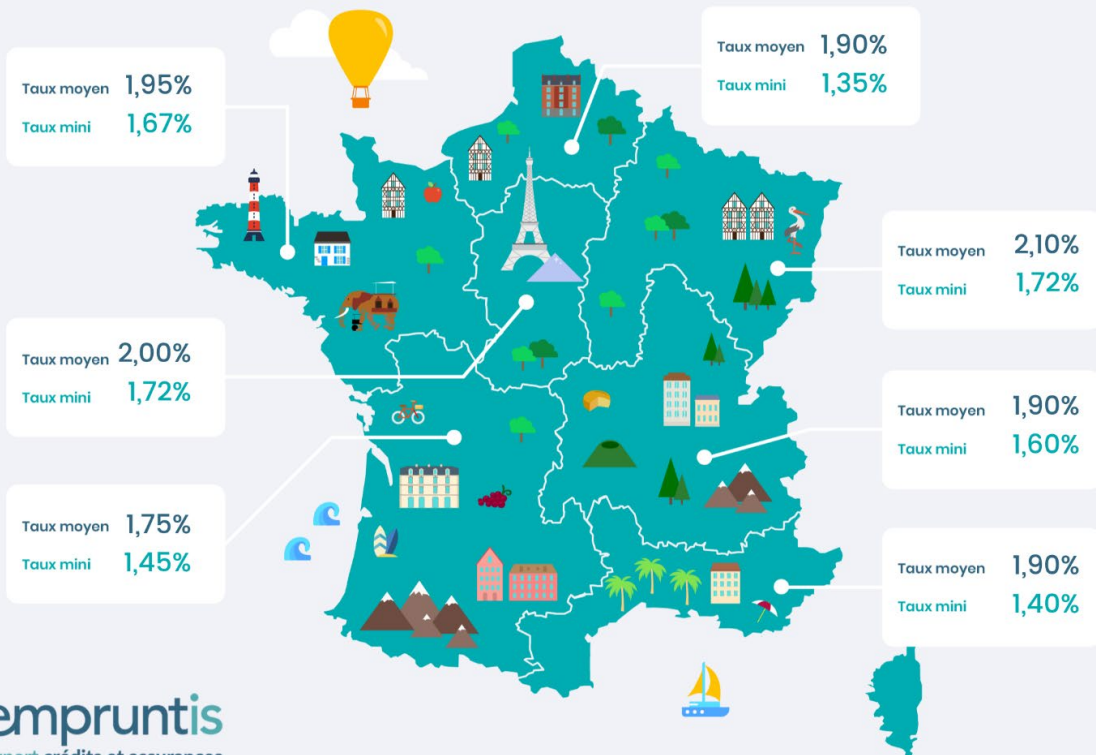 Taux moyen 1,95%
Taux mini 1,67%
Taux moyen 1,90%
Taux mini 1,35%
Taux moyen 2,10%
Taux mini 1,72%
Taux moyen 2,00%
Taux mini 1,72%
Taux moyen 1,90%
Taux mini 1,60%
Taux moyen 1,75%
Taux mini 1,45%
Taux moyen 1,90%
Taux mini 1,40%
empruntis
crédits et assurances